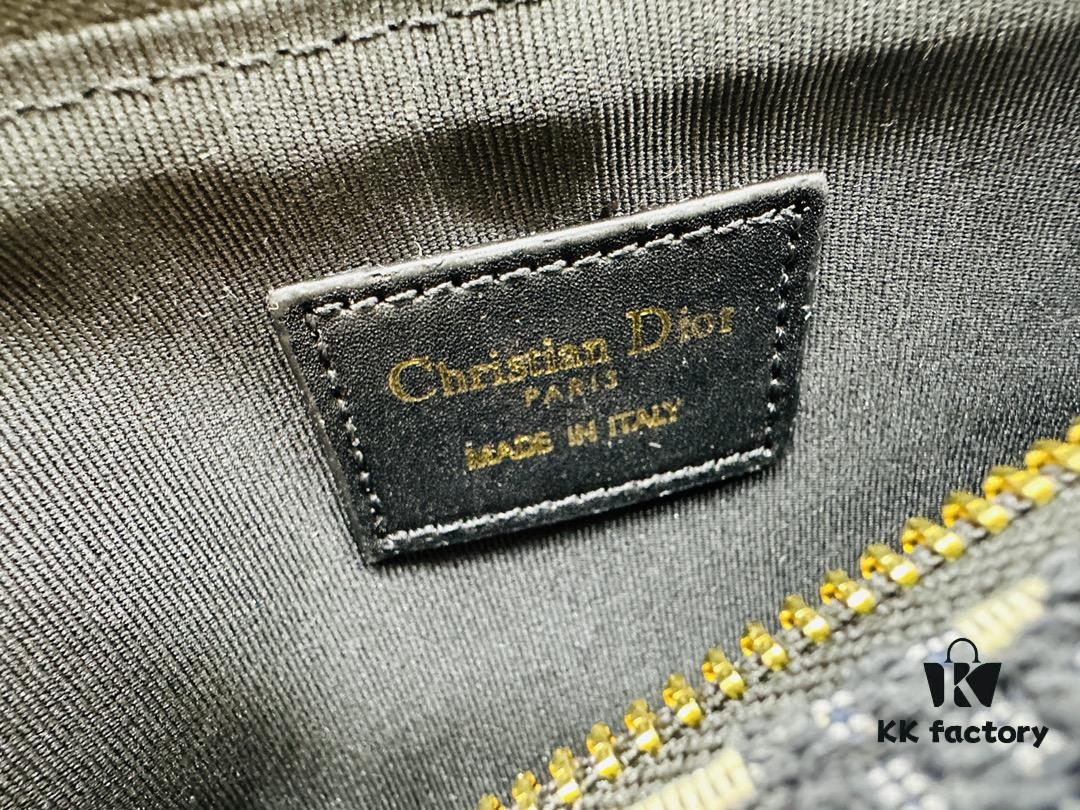 Christian Dior
PARIS
MADE IN ITALY
K
KK factory